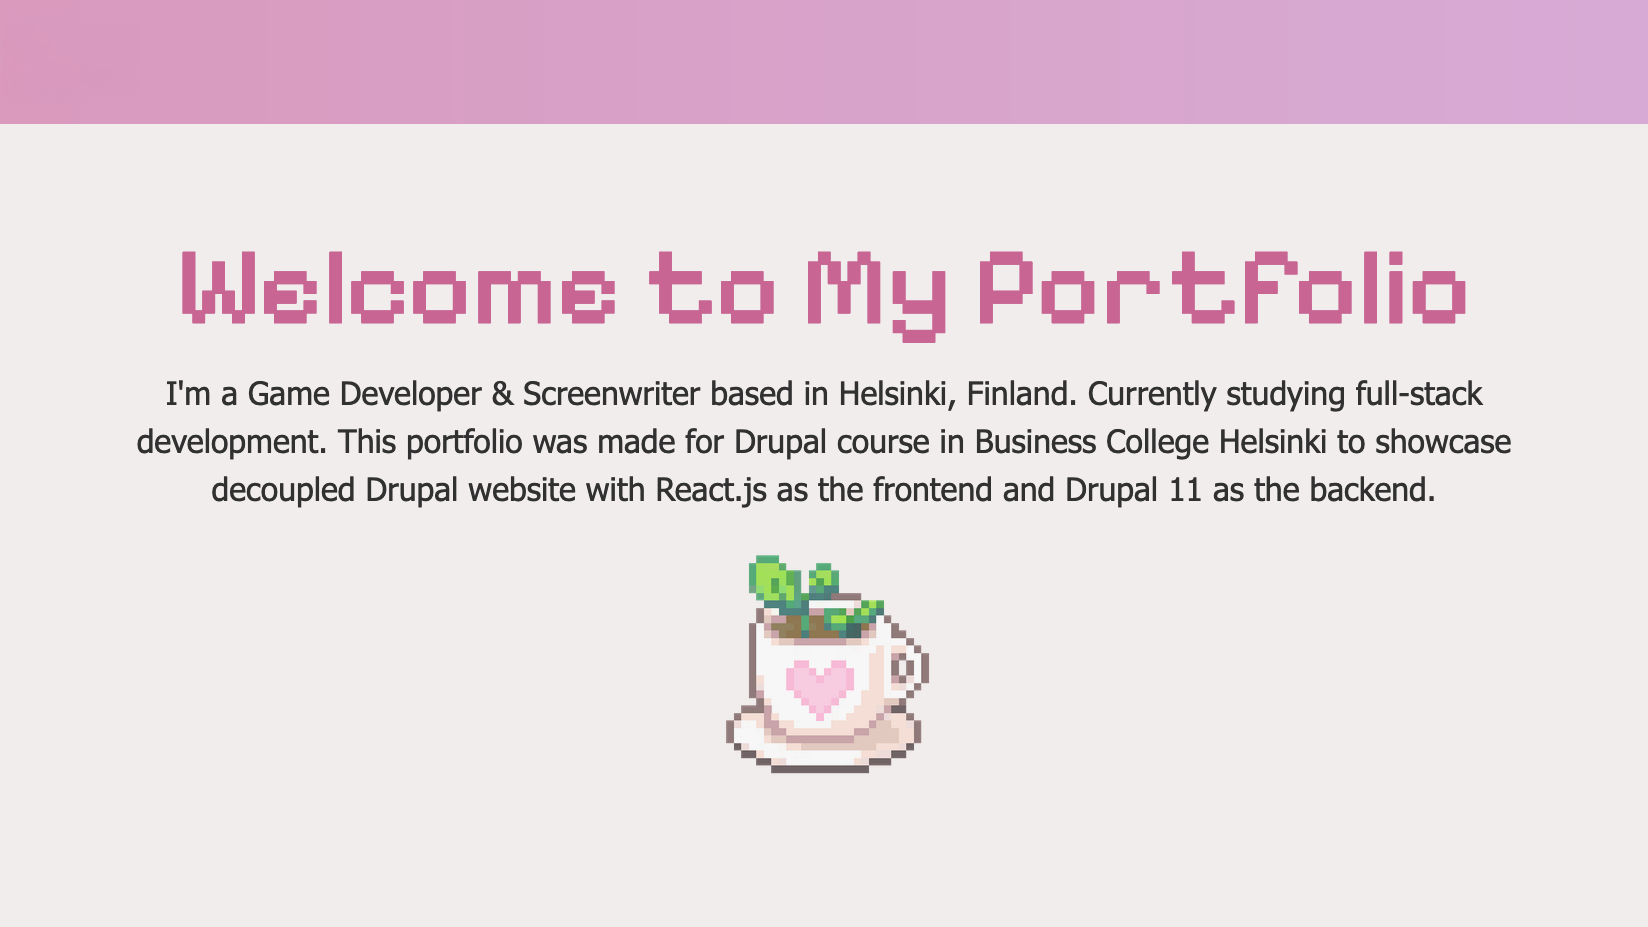 Welcome to My Portfolio
I'm a Game Developer & Screenwriter based in Helsinki, Finland. Currently studying full-stack
development. This portfolio was made for Drupal course in Business College Helsinki to showcase
decoupled Drupal website with React.js as the frontend and Drupal 11 as the backend.